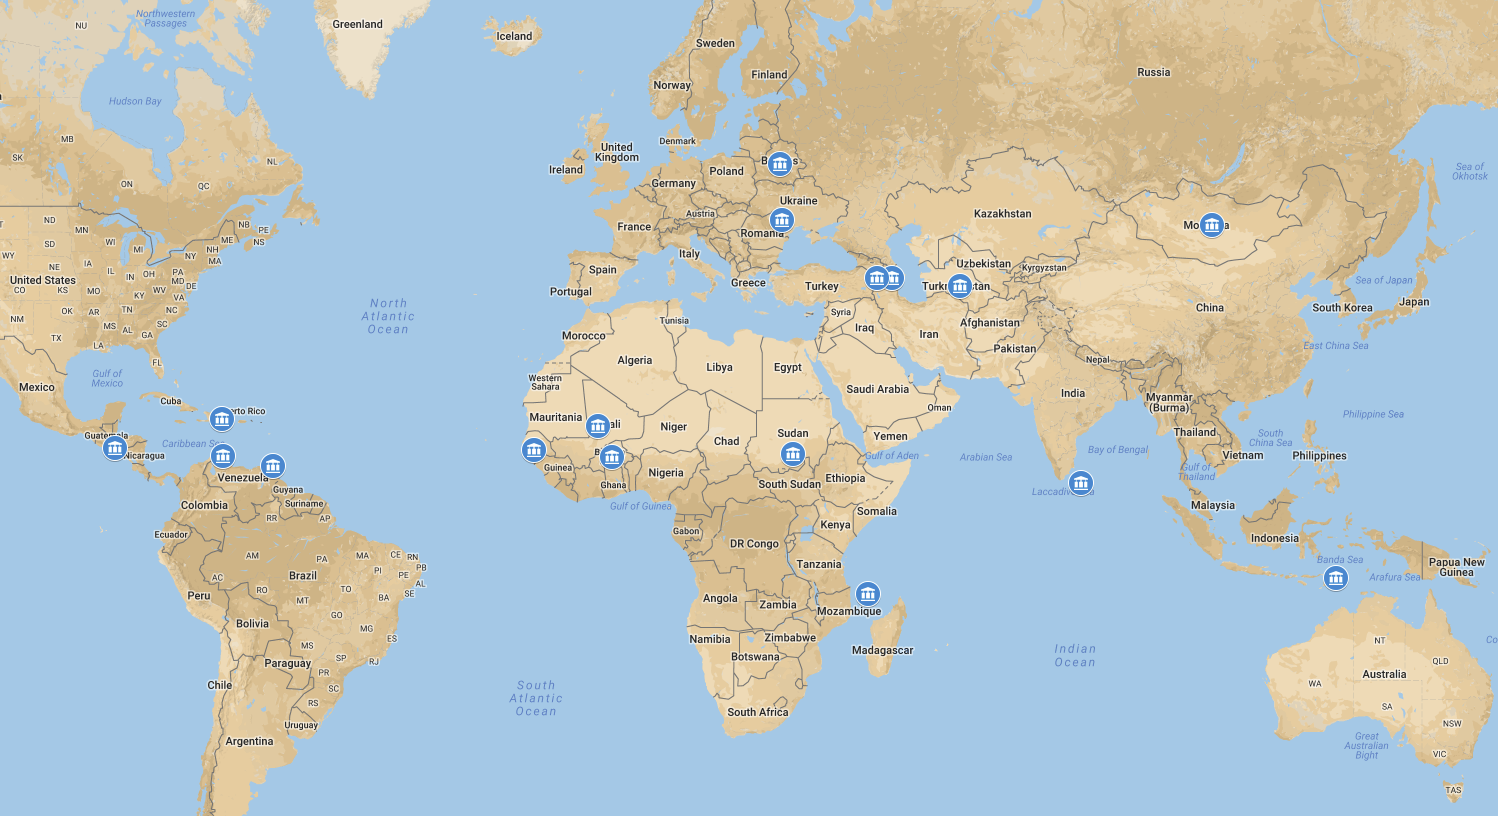 NU
Northwestern
Passages
Greenland
Iceland
Sweden
Finland
Norway
Russia
Hudson Bay
MB
SK
ON
QC
NL
United
Kingdom
Ireland
Denmark
Poland
Germany
Ukraine
Austria
France
Romania
Italy
Spain
Portugal
Greece
Turkey
Kazakhstan
Uzbekistan
Kyrgyzstan
Sea of
Okhotsk
Sea of Japan
Japan
South Korea
China
East China Sea
ND
MN
SD
WI
MI
WY
NE
IA
IL
IN
OH
PA
NY
NH
MA
ME
NB
PE
NS
United States
CO
KS
MO
KY
WV
VA
MD
DE
NJ
OK
AR
TN
NC
NM
TX
MS
AL
GA
SC
LA
FL
North
Atlantic
Ocean
Gulf of
Mexico
Mexico
Cuba
Guatemala
Nicaragua
Caribbean Sea
Venezuela
Guyana
Suriname
Colombia
Ecuador
RR
AP
AM
PA
MA
CE
RN
PB
PE
AL
SE
PI
AC
RO
TO
BA
MT
Brazil
Peru
GO
Bolivia
MG
ES
MS
SP
RJ
Paraguay
PR
SC
Chile
RS
Uruguay
Argentina
South
Atlantic
Ocean
Morocco
Tunisia
Algeria
Libya
Egypt
Western
Sahara
Mauritania
Niger
Chad
Sudan
Guinea
Ghana
Nigeria
South Sudan
Ethiopia
Somalia
Gulf of Guinea
Gabon
DR Congo
Kenya
Tanzania
Angola
Zambia
Mozambique
Namibia
Zimbabwe
Botswana
Madagascar
South Africa
Syria
Iraq
Iran
Afghanistan
Pakistan
Saudi Arabia
Oman
Yemen
Gulf of Aden
Arabian Sea
Nepal
India
Myanmar
(Burma)
Thailand
Bay of Bengal
South
China Sea
Vietnam
Gulf of
Thailand
Philippines
Philippine Sea
Malaysia
Indonesia
Banda Sea
Arafura Sea
Papua New
Guinea
Indian
Ocean
NT
QLD
WA
Australia
SA
NSW
Great
Australian
Bight
VIC
TAS